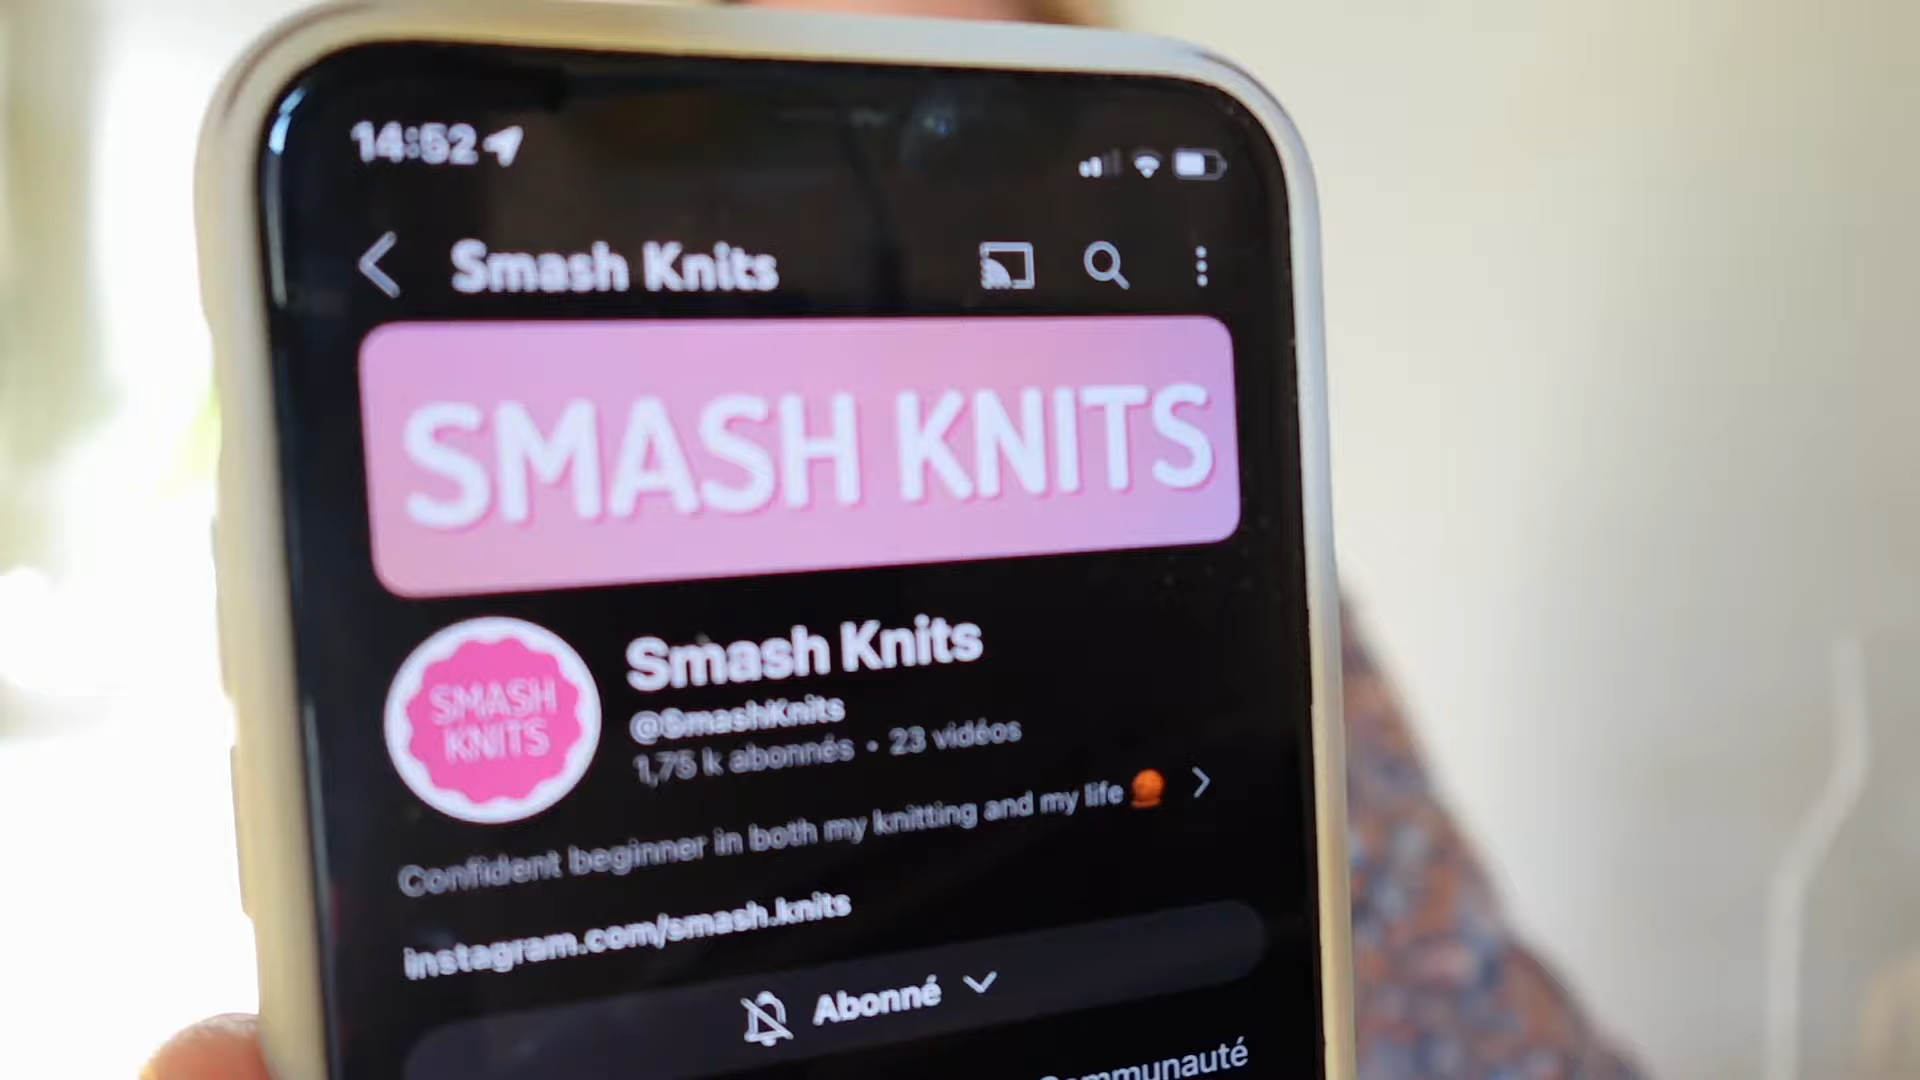 14:52
Smash Knits
SMASH KNITS
SMASH
KNITS
Smash Knits
@SmashKnits
1,75 k abonnés • 23 vidéos
Confident beginner in both my knitting and my life
instagram.com/smash.knits
Abonné
Communauté